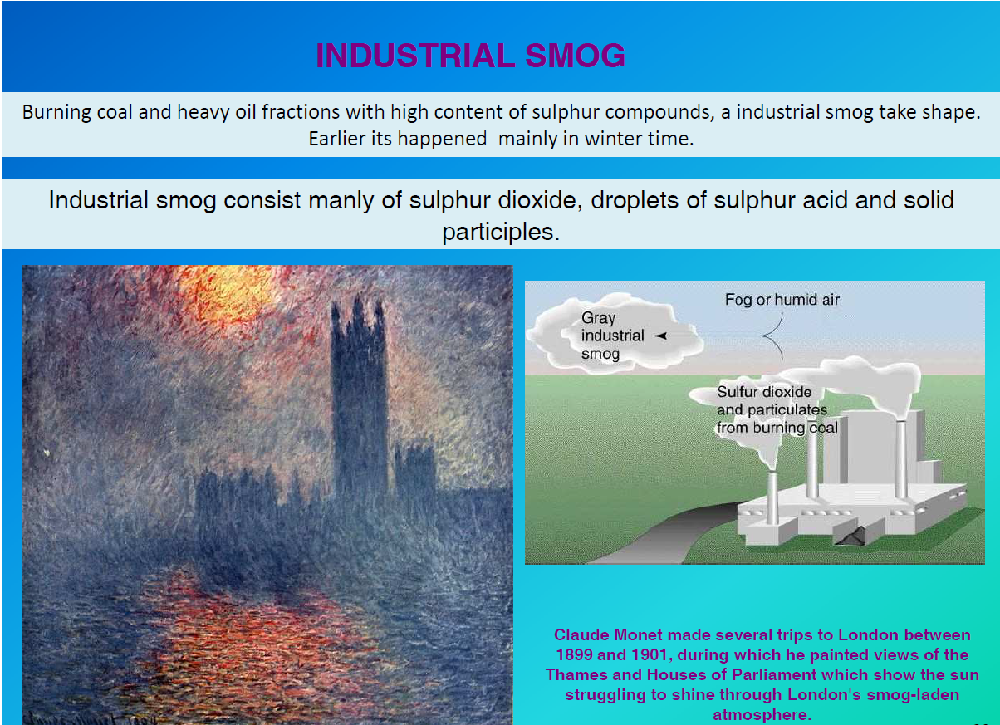 INDUSTRIAL SMOG
Burning coal and heavy oil fractions with high content of sulphur compounds, a industrial smog take shape.
Earlier its happened  mainly in winter time.
Industrial smog consist manly of sulphur dioxide, droplets of sulphur acid and solid
participles.
Fog or humid air
Gray
industrial
smog
Sulfur dioxide
and particulates
from burning coal
Claude Monet made several trips to London between
1899 and 1901, during which he painted views of the
Thames and Houses of Parliament which show the sun
struggling to shine through London's smog-laden
atmosphere.